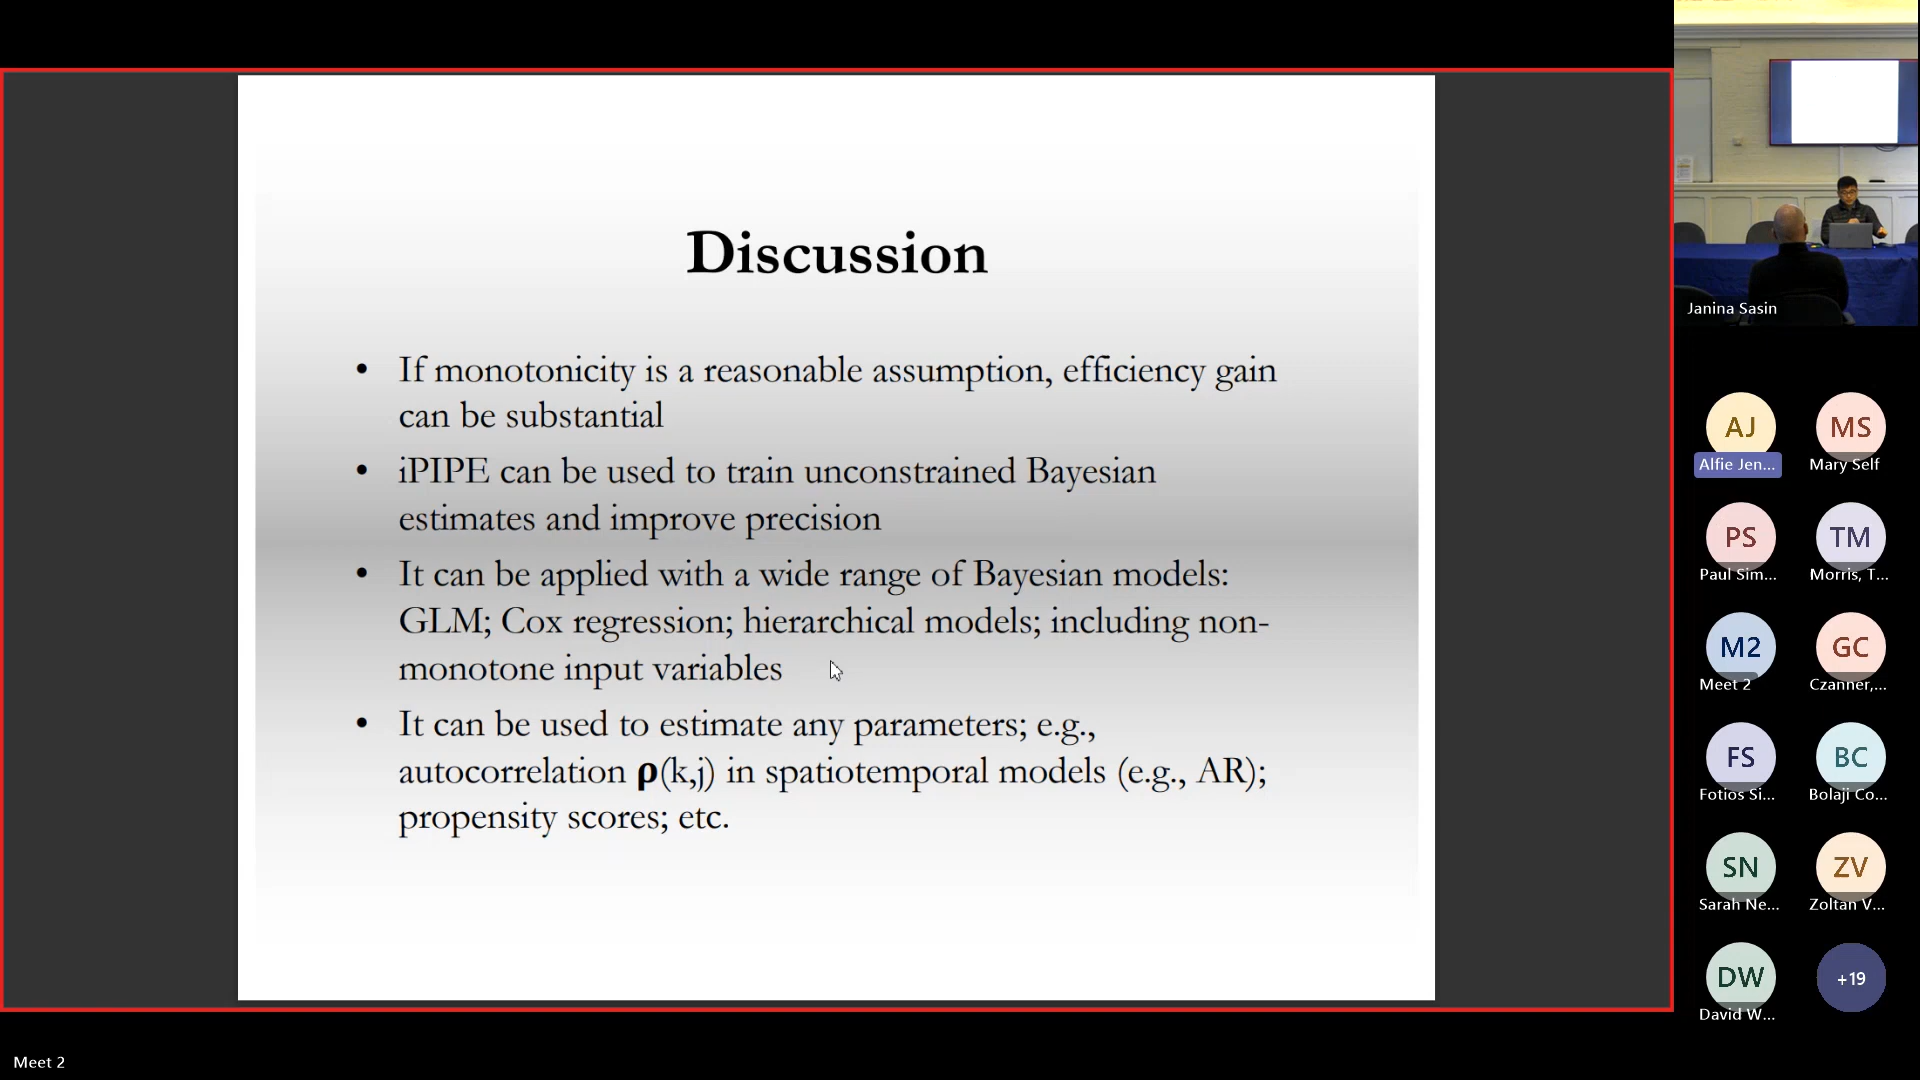 Discussion
• If monotonicity is a reasonable assumption, efficiency gain
can be substantial
• iPIPE can be used to train unconstrained Bayesian
estimates and improve precision
• It can be applied with a wide range of Bayesian models:
GLM; Cox regression; hierarchical models; including non-
monotone input variables
• It can be used to estimate any parameters; e.g.,
autocorrelation ρ(k,j) in spatiotemporal models (e.g., AR);
propensity scores; etc.
Janina Sasin
AJ MS
Alfie Jen... Mary Self
PS TM
Paul Sim... Morris, T...
M2 GC
Meet 2 Czanner,...
FS BC
Fotios Si... Bolaji Co...
SN ZV
Sarah Ne... Zoltan V...
DW +19
David W...
Meet 2